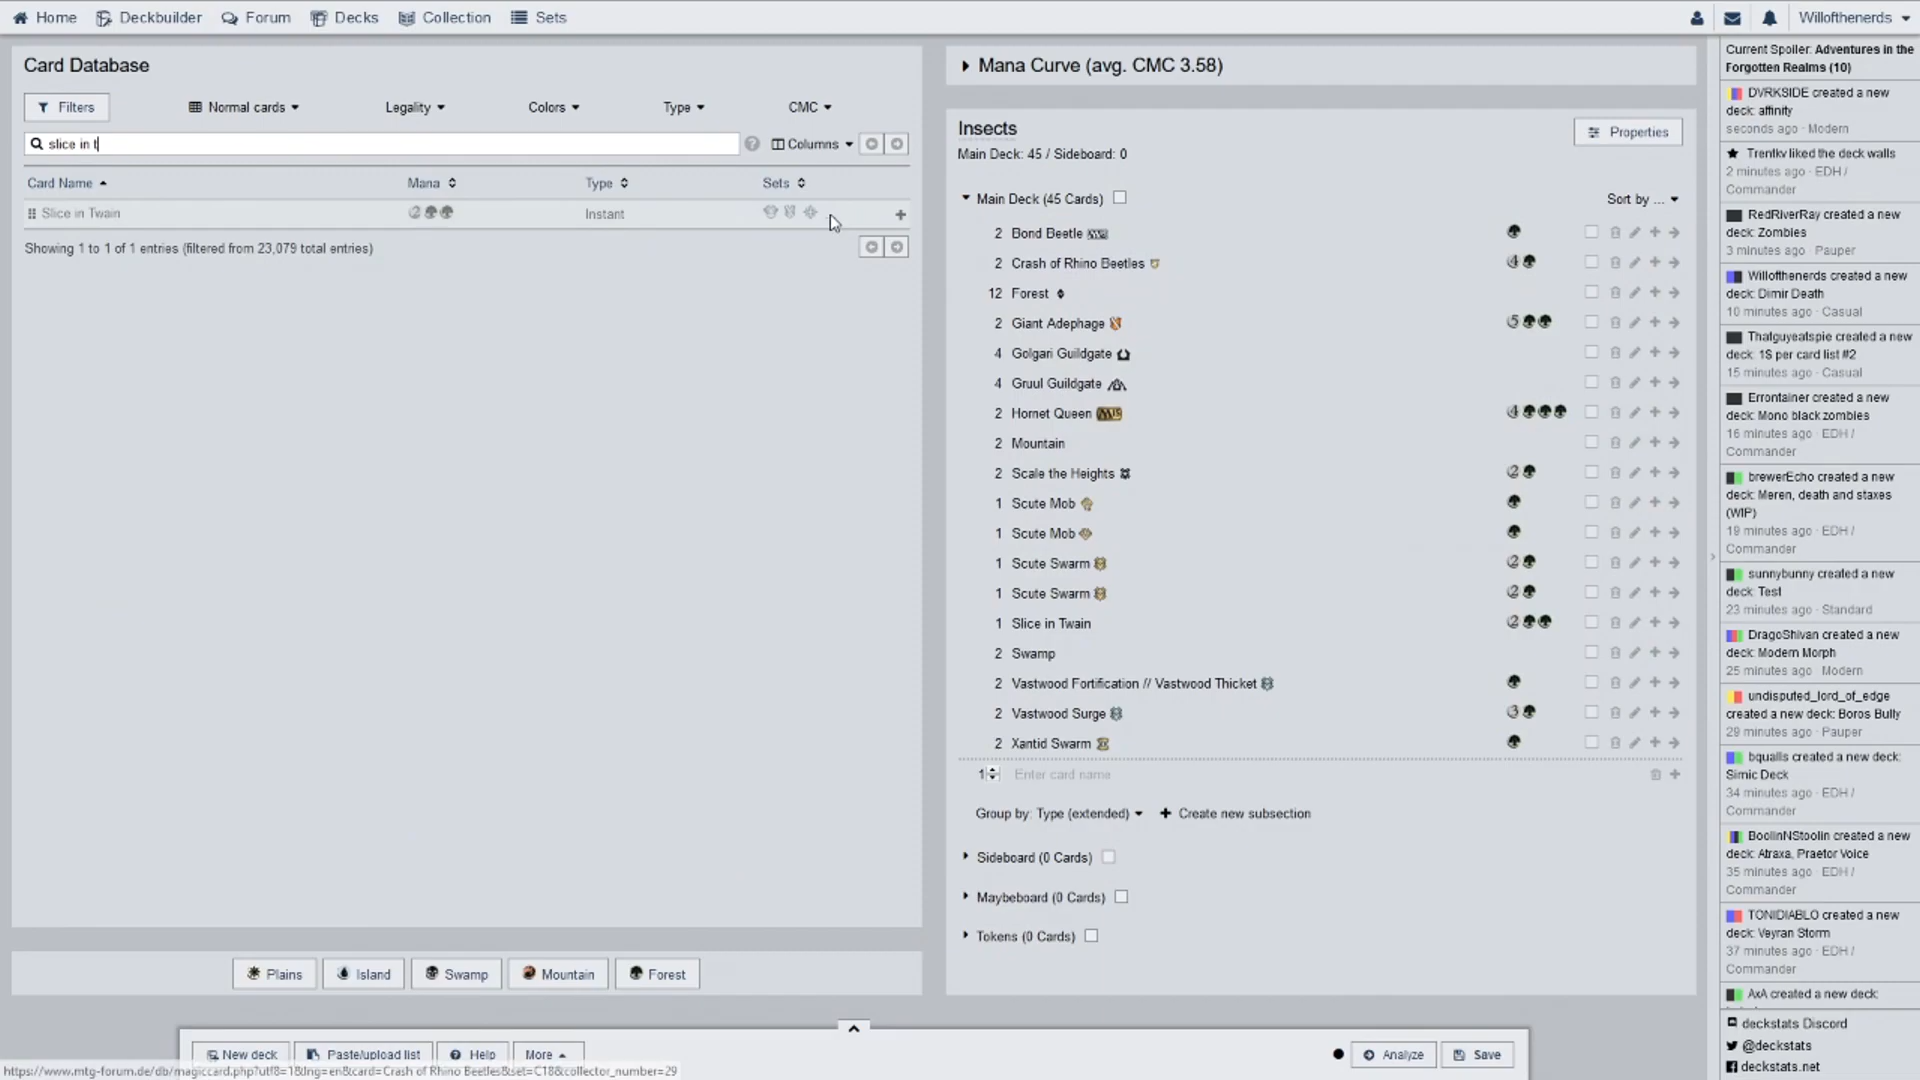 Home Deckbuilder Forum Decks Collection Sets Willofthenerds
Card Database
Filters Normal cards Legality Colors Type CMC
slice in t
Columns
Card Name Mana Type Sets
Slice in Twain 2 Instant
Showing 1 to 1 of 1 entries (filtered from 23,079 total entries)
Plains Island Swamp Mountain Forest
Mana Curve (avg. CMC 3.58)
Insects
Properties
Main Deck: 45 / Sideboard: 0
Main Deck (45 Cards) Sort by ...
2 Bond Beetle
2 Crash of Rhino Beetles 4
12 Forest
2 Giant Adephage 5
4 Golgari Guildgate
4 Gruul Guildgate
2 Hornet Queen M15 4
2 Mountain
2 Scale the Heights 2
1 Scute Mob
1 Scute Mob
1 Scute Swarm 2
1 Scute Swarm 2
1 Slice in Twain 2
2 Swamp
2 Vastwood Fortification // Vastwood Thicket
2 Vastwood Surge 3
2 Xantid Swarm
1 Enter card name
Group by: Type (extended) Create new subsection
Sideboard (0 Cards)
Maybeboard (0 Cards)
Tokens (0 Cards)
New deck Paste/upload list Help More
Analyze Save
https://www.mtg-forum.de/db/magiccard.php?utf8=1&lng=en&card=Crash of Rhino Beetles&set=C18&collector_number=29
Current Spoiler: Adventures in the
Forgotten Realms (10)
DVRKSIDE created a new
deck: affinity
seconds ago · Modern
Trentkv liked the deck walls
2 minutes ago · EDH /
Commander
RedRiverRay created a new
deck: Zombies
3 minutes ago · Pauper
Willofthenerds created a new
deck: Dimir Death
10 minutes ago · Casual
Thatguyeatspie created a new
deck: 1$ per card list #2
15 minutes ago · Casual
Errontainer created a new
deck: Mono black zombies
16 minutes ago · EDH /
Commander
brewerEcho created a new
deck: Meren, death and staxes
(WIP)
19 minutes ago · EDH /
Commander
sunnybunny created a new
deck: Test
23 minutes ago · Standard
DragoShivan created a new
deck: Modern Morph
25 minutes ago · Modern
undisputed_lord_of_edge
created a new deck: Boros Bully
29 minutes ago · Pauper
bqualls created a new deck:
Simic Deck
34 minutes ago · EDH /
Commander
BoolinNStoolin created a new
deck: Atraxa, Praetor Voice
35 minutes ago · EDH /
Commander
TONIDIABLO created a new
deck: Veyran Storm
37 minutes ago · EDH /
Commander
AxA created a new deck:
deckstats Discord
@deckstats
deckstats.net